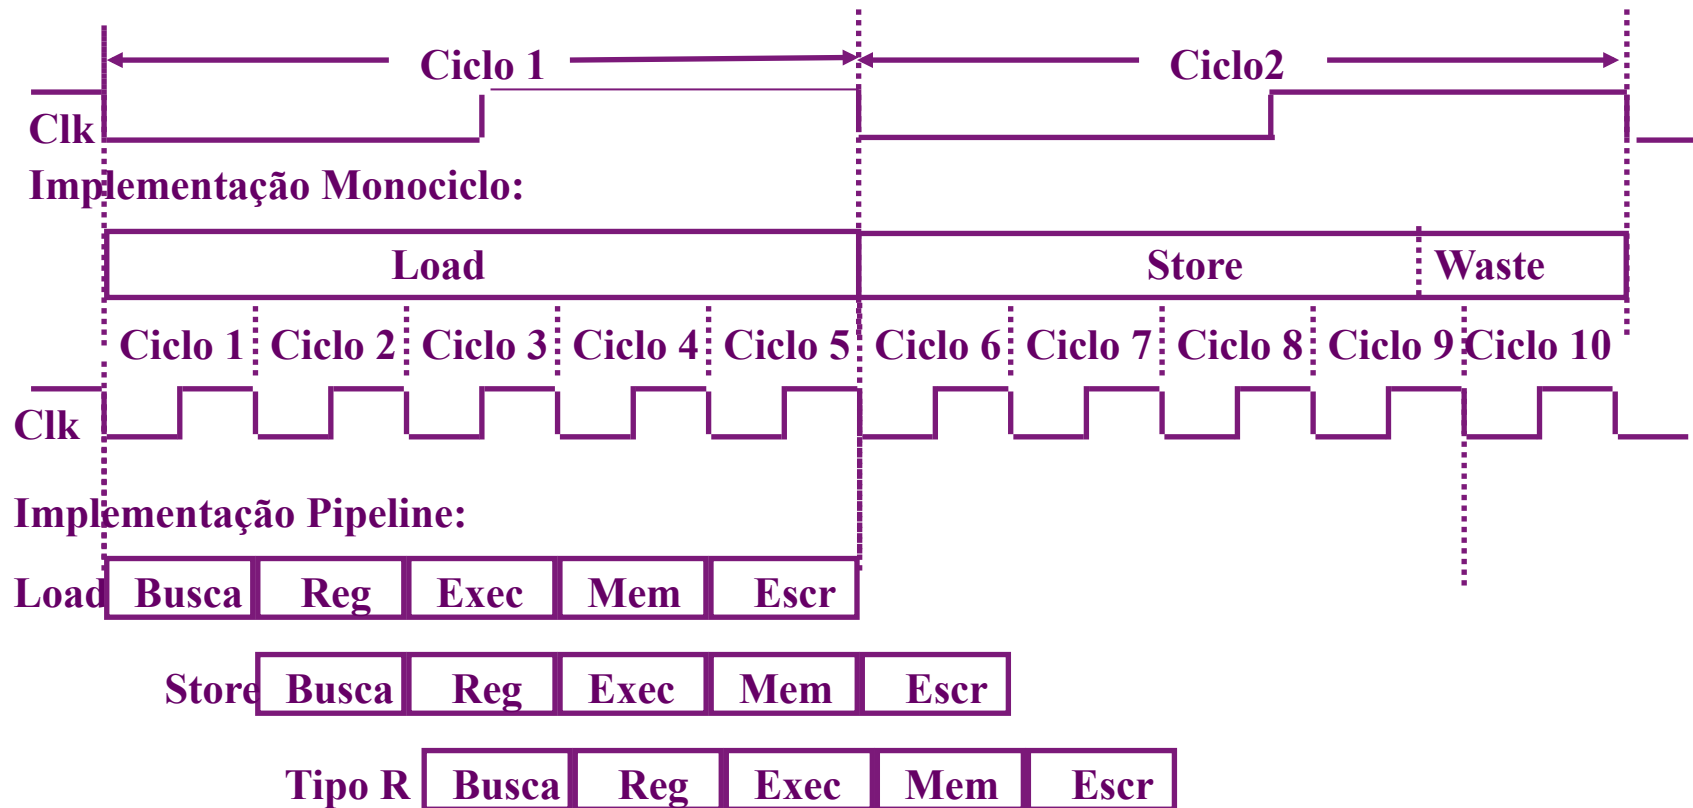 Ciclo 1 Ciclo2
Clk
Implementação Monociclo:
Load Store Waste
Ciclo 1 Ciclo 2 Ciclo 3 Ciclo 4 Ciclo 5 Ciclo 6 Ciclo 7 Ciclo 8 Ciclo 9 Ciclo 10
Clk
Implementação Pipeline:
Load Busca Reg Exec Mem Escr
Store Busca Reg Exec Mem Escr
Tipo R Busca Reg Exec Mem Escr